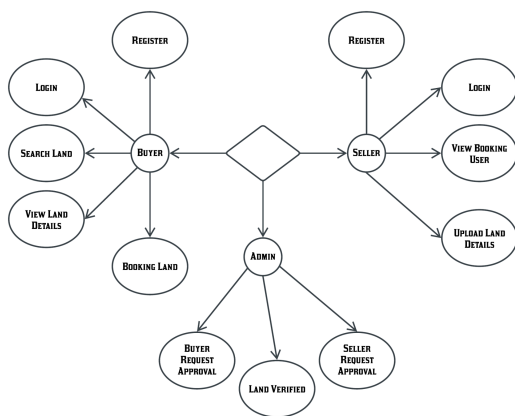 REGISTER
REGISTER
LOGIN
LOGIN
SEARCH LAND
BUYER
SELLER
VIEW BOOKING
USER
VIEW LAND
DETAILS
UPLOAD LAND
DETAILS
BOOKING LAND
ADMIN
BUYER
REQUEST
APPROVAL
LAND VERIFIED
SELLER
REQUEST
APPROVAL